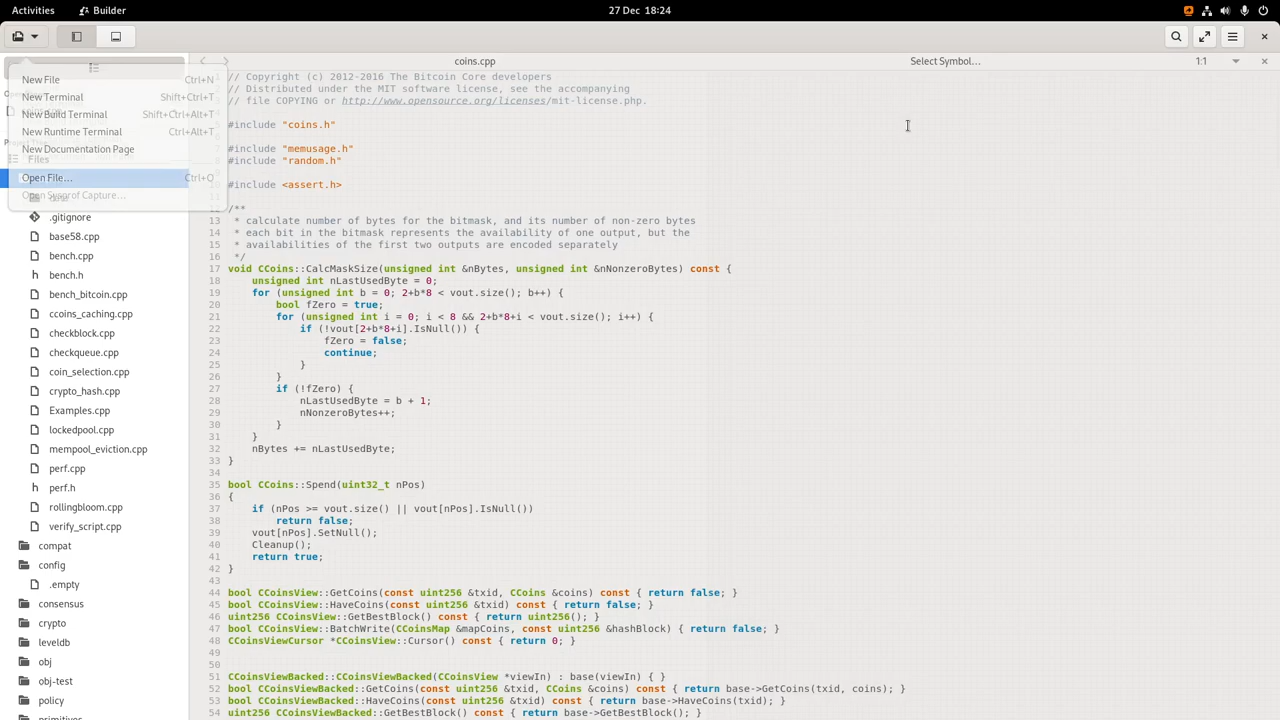 Activities
Builder
27 Dec 18:24
coins.cpp
Select Symbol...
1:1
New File Ctrl+N
New Terminal Shift+Ctrl+T
New Build Terminal Shift+Ctrl+Alt+T
New Runtime Terminal Ctrl+Alt+T
New Documentation Page
Files
Open File... Ctrl+O
Open Sysprof Capture...
.gitignore
base58.cpp
bench.cpp
h bench.h
bench_bitcoin.cpp
ccoins_caching.cpp
checkblock.cpp
checkqueue.cpp
coin_selection.cpp
crypto_hash.cpp
Examples.cpp
lockedpool.cpp
mempool_eviction.cpp
perf.cpp
h perf.h
rollingbloom.cpp
verify_script.cpp
compat
config
.empty
consensus
crypto
leveldb
obj
obj-test
policy
primitives
// Copyright (c) 2012-2016 The Bitcoin Core developers
// Distributed under the MIT software license, see the accompanying
// file COPYING or http://www.opensource.org/licenses/mit-license.php.
#include "coins.h"
#include "memusage.h"
#include "random.h"
#include <assert.h>
/**
13 * calculate number of bytes for the bitmask, and its number of non-zero bytes
14 * each bit in the bitmask represents the availability of one output, but the
15 * availabilities of the first two outputs are encoded separately
16 */
17 void CCoins::CalcMaskSize(unsigned int &nBytes, unsigned int &nNonzeroBytes) const {
18 unsigned int nLastUsedByte = 0;
19 for (unsigned int b = 0; 2+b*8 < vout.size(); b++) {
20 bool fZero = true;
21 for (unsigned int i = 0; i < 8 && 2+b*8+i < vout.size(); i++) {
22 if (!vout[2+b*8+i].IsNull()) {
23 fZero = false;
24 continue;
25 }
26 }
27 if (!fZero) {
28 nLastUsedByte = b + 1;
29 nNonzeroBytes++;
30 }
31 }
32 nBytes += nLastUsedByte;
33 }
34
35 bool CCoins::Spend(uint32_t nPos)
36 {
37 if (nPos >= vout.size() || vout[nPos].IsNull())
38 return false;
39 vout[nPos].SetNull();
40 Cleanup();
41 return true;
42 }
43
44 bool CCoinsView::GetCoins(const uint256 &txid, CCoins &coins) const { return false; }
45 bool CCoinsView::HaveCoins(const uint256 &txid) const { return false; }
46 uint256 CCoinsView::GetBestBlock() const { return uint256(); }
47 bool CCoinsView::BatchWrite(CCoinsMap &mapCoins, const uint256 &hashBlock) { return false; }
48 CCoinsViewCursor *CCoinsView::Cursor() const { return 0; }
49
50
51 CCoinsViewBacked::CCoinsViewBacked(CCoinsView *viewIn) : base(viewIn) { }
52 bool CCoinsViewBacked::GetCoins(const uint256 &txid, CCoins &coins) const { return base->GetCoins(txid, coins); }
53 bool CCoinsViewBacked::HaveCoins(const uint256 &txid) const { return base->HaveCoins(txid); }
54 uint256 CCoinsViewBacked::GetBestBlock() const { return base->GetBestBlock(); }